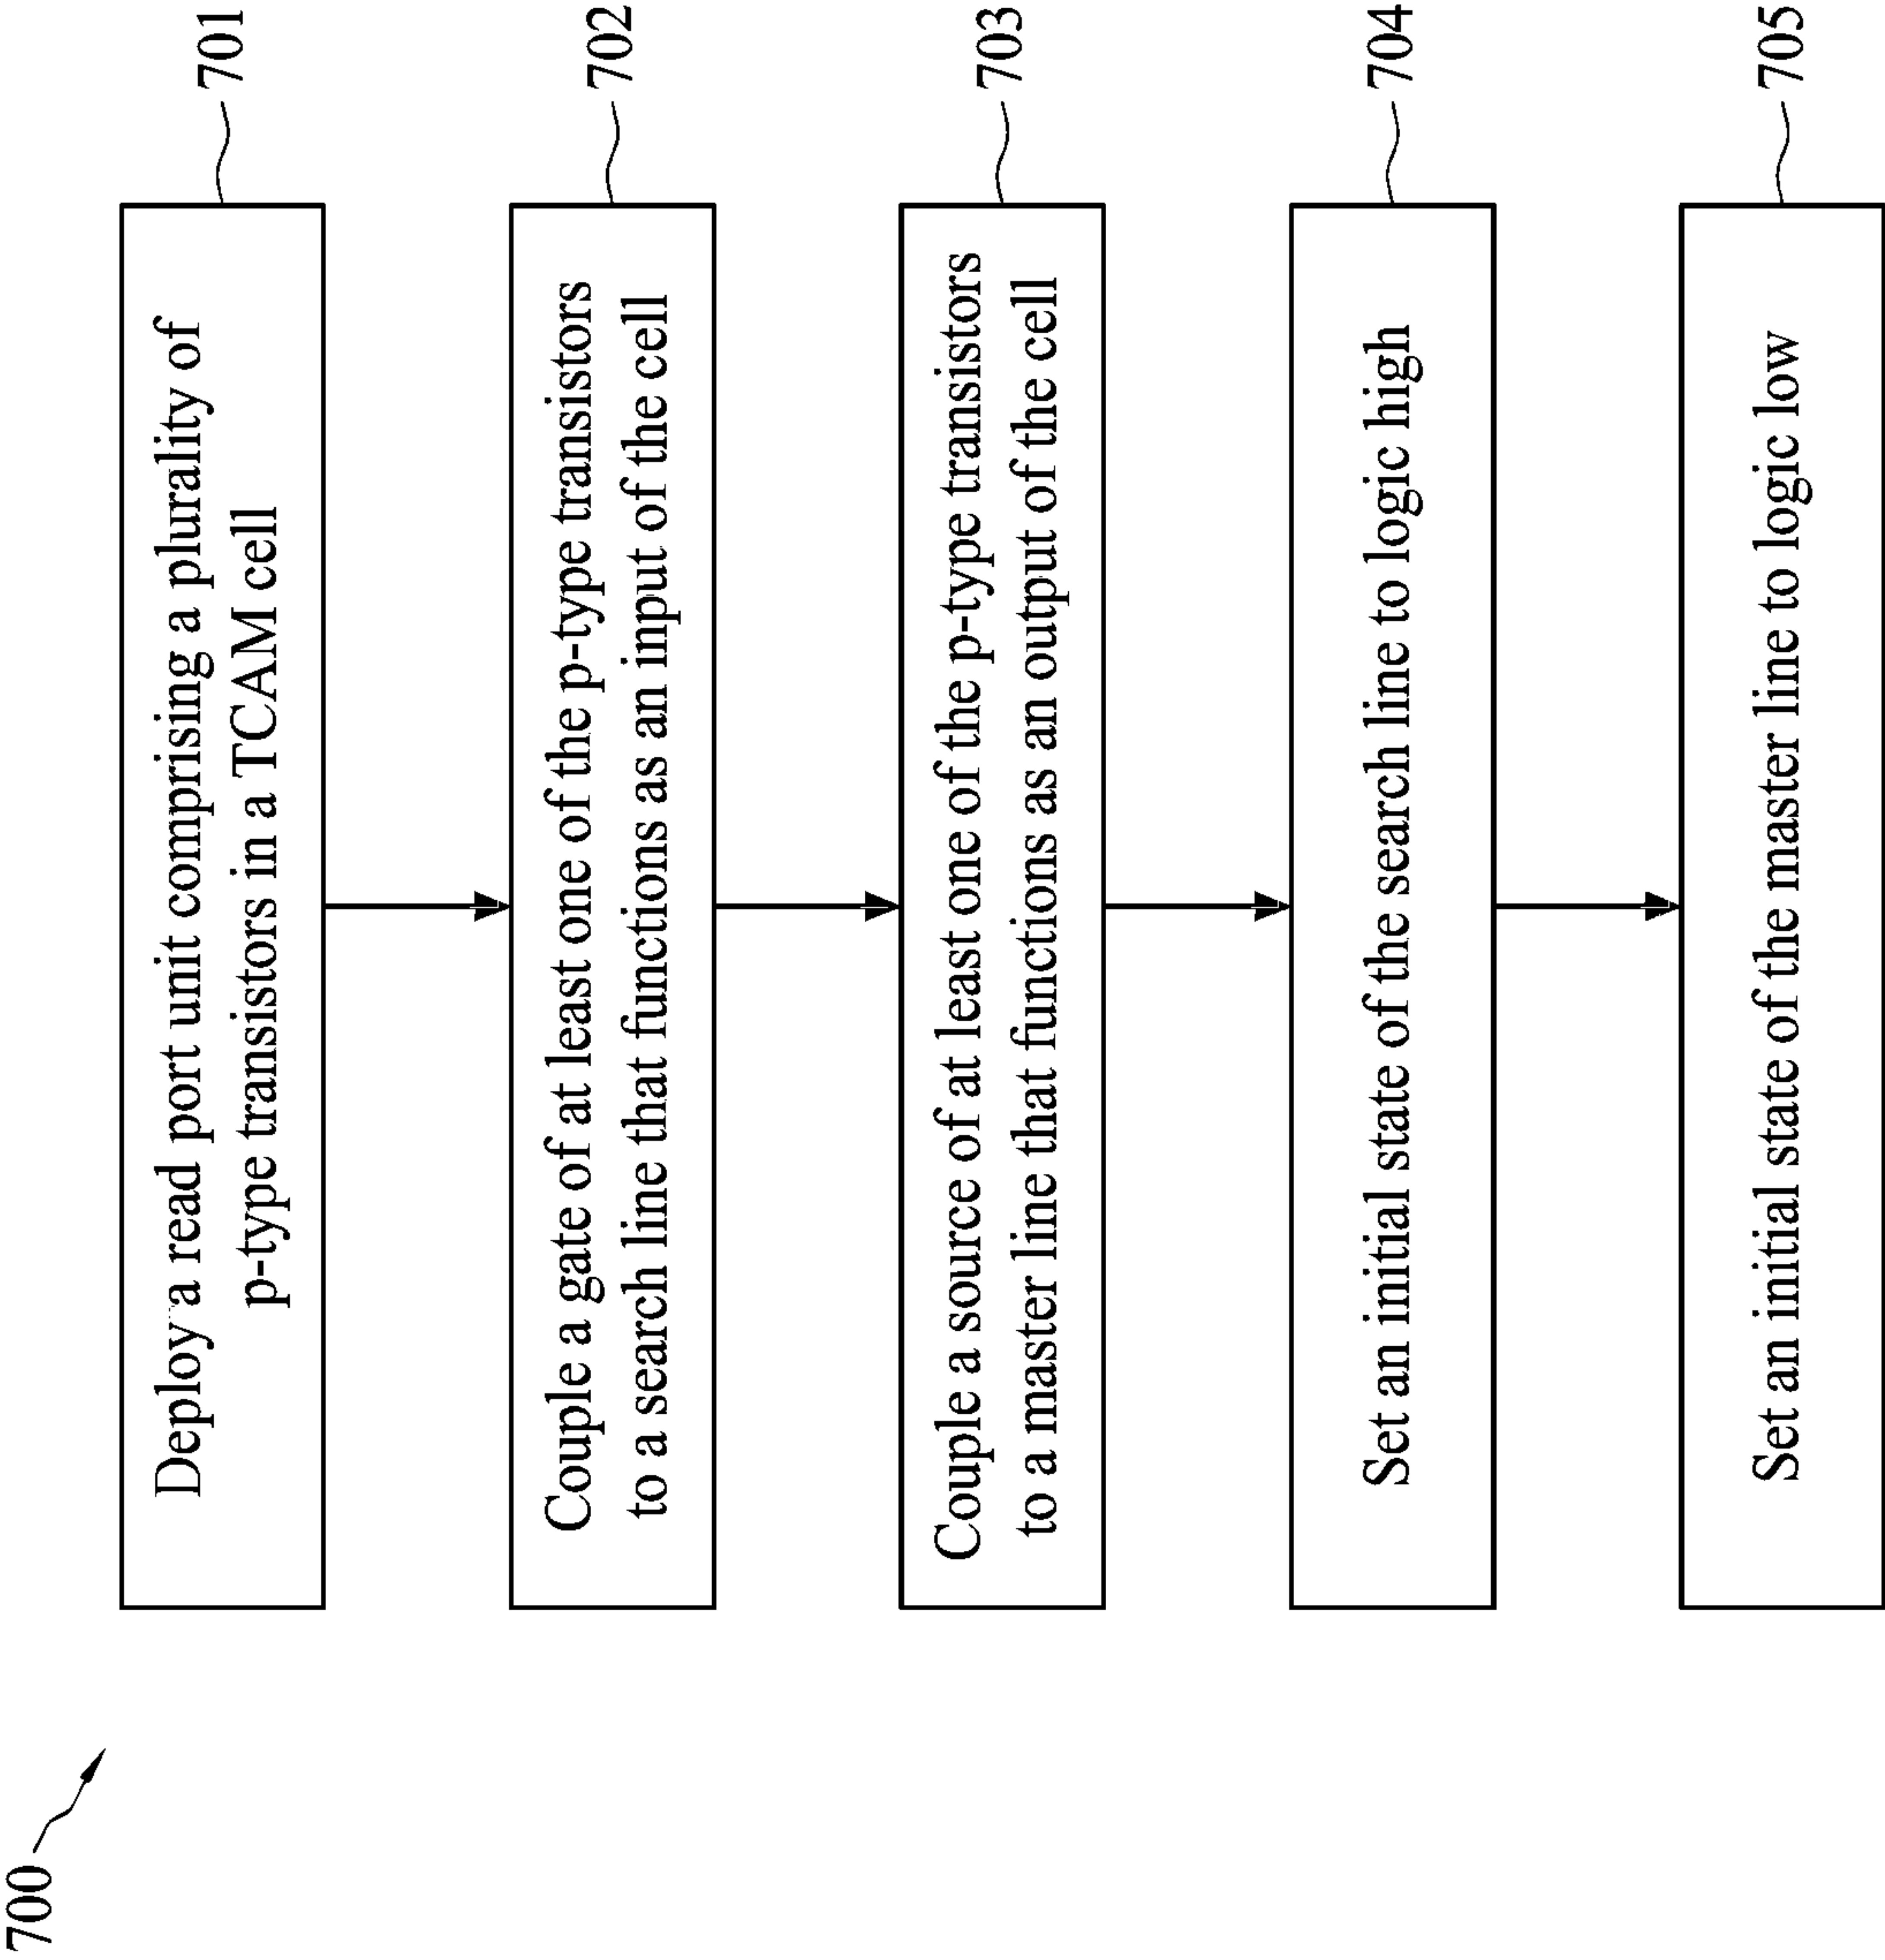 700
Deploy a read port unit comprising a plurality of
p-type transistors in a TCAM cell
701
Couple a gate of at least one of the p-type transistors
to a search line that functions as an input of the cell
702
Couple a source of at least one of the p-type transistors
to a master line that functions as an output of the cell
703
Set an initial state of the search line to logic high
704
Set an initial state of the master line to logic low
705